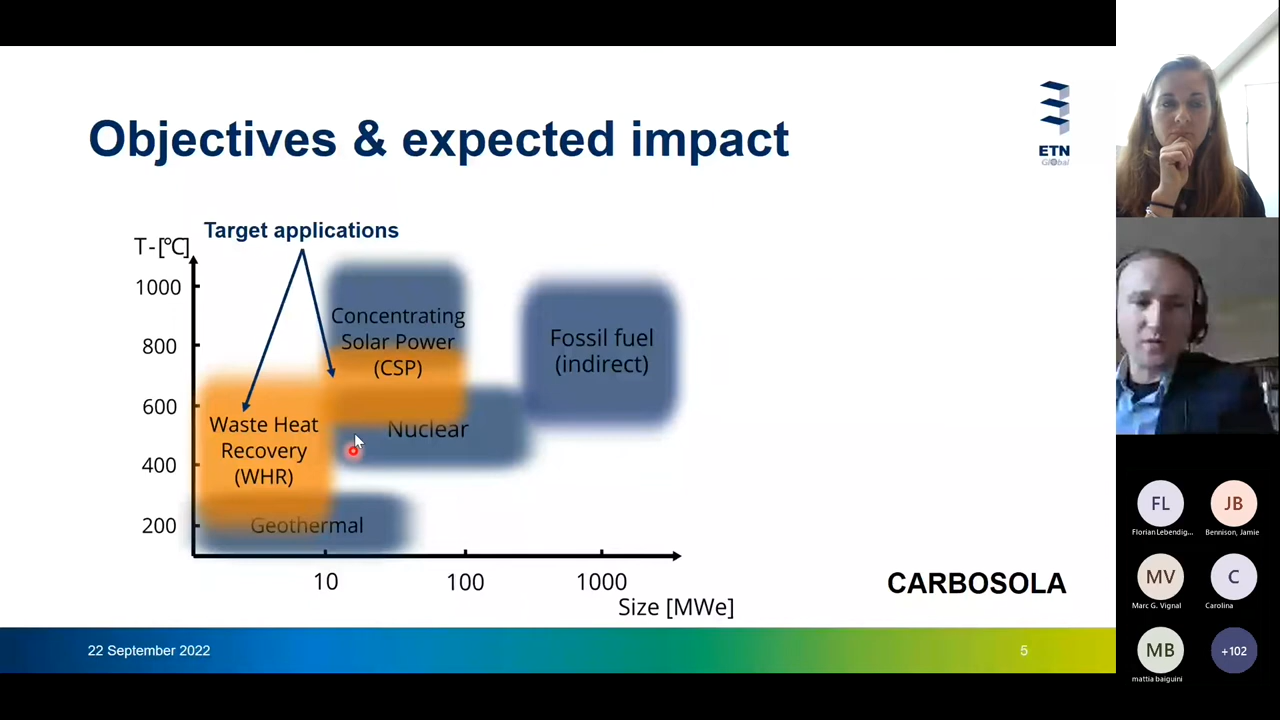 Objectives & expected impact
ETN
Global
Target applications
T-[°C]
1000
800
600
400
200
Concentrating
Solar Power
(CSP)
Fossil fuel
(indirect)
Waste Heat
Recovery
(WHR)
Nuclear
Geothermal
10
100
1000
Size [MWe]
CARBOSOLA
22 September 2022
5
FL
JB
Florian Lebendig...
Bennison, Jamie
MV
C
Marc G. Vignal
Carolina
MB
+102
mattia baiguini